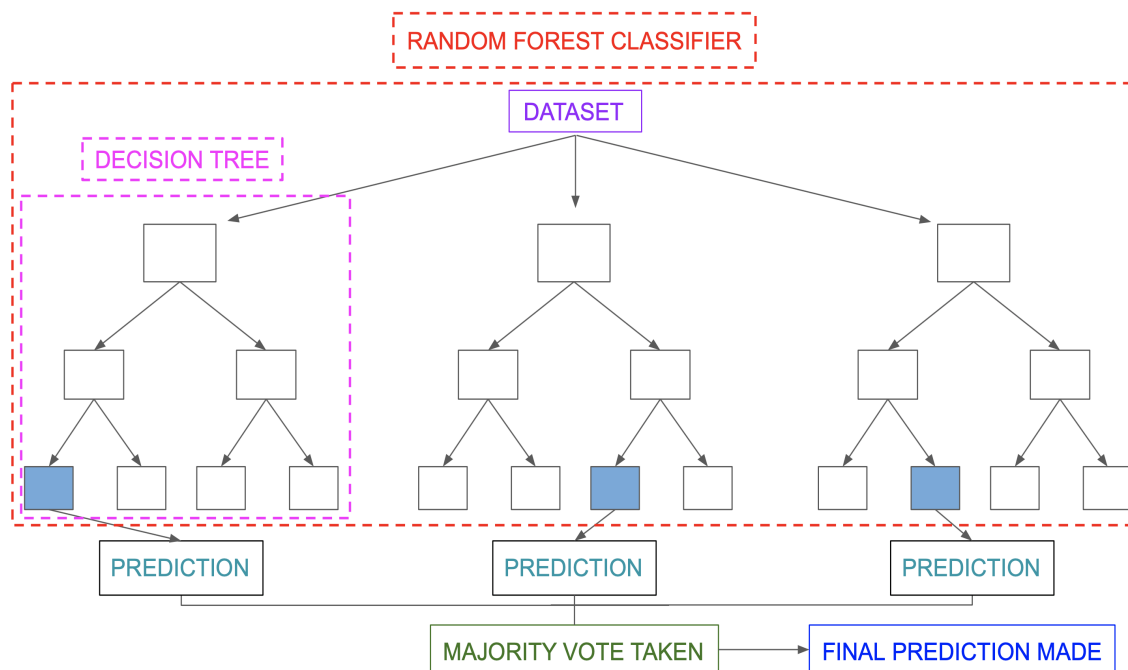 RANDOM FOREST CLASSIFIER
DATASET
DECISION TREE
PREDICTION
PREDICTION
PREDICTION
MAJORITY VOTE TAKEN
FINAL PREDICTION MADE